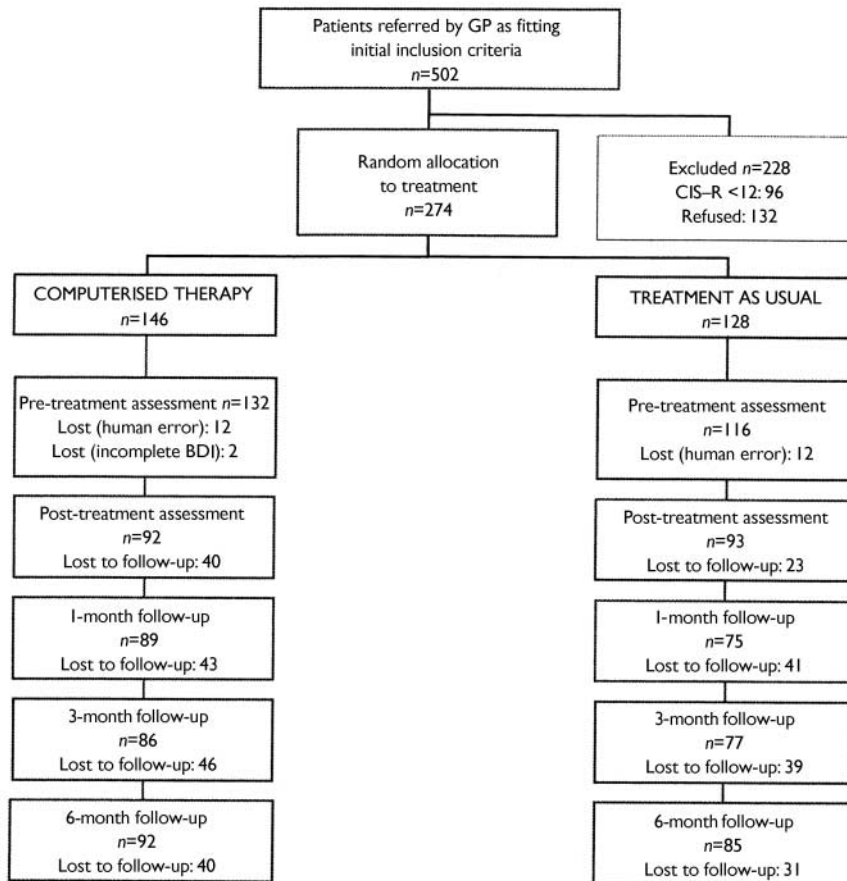 Patients referred by GP as fitting
initial inclusion criteria
n=502
Random allocation
to treatment
n=274
Excluded n=228
CIS–R <12: 96
Refused: 132
COMPUTERISED THERAPY
n=146
TREATMENT AS USUAL
n=128
Pre-treatment assessment n=132
Lost (human error): 12
Lost (incomplete BDI): 2
Pre-treatment assessment
n=116
Lost (human error): 12
Post-treatment assessment
n=92
Lost to follow-up: 40
Post-treatment assessment
n=93
Lost to follow-up: 23
1-month follow-up
n=89
Lost to follow-up: 43
1-month follow-up
n=75
Lost to follow-up: 41
3-month follow-up
n=86
Lost to follow-up: 46
3-month follow-up
n=77
Lost to follow-up: 39
6-month follow-up
n=92
Lost to follow-up: 40
6-month follow-up
n=85
Lost to follow-up: 31